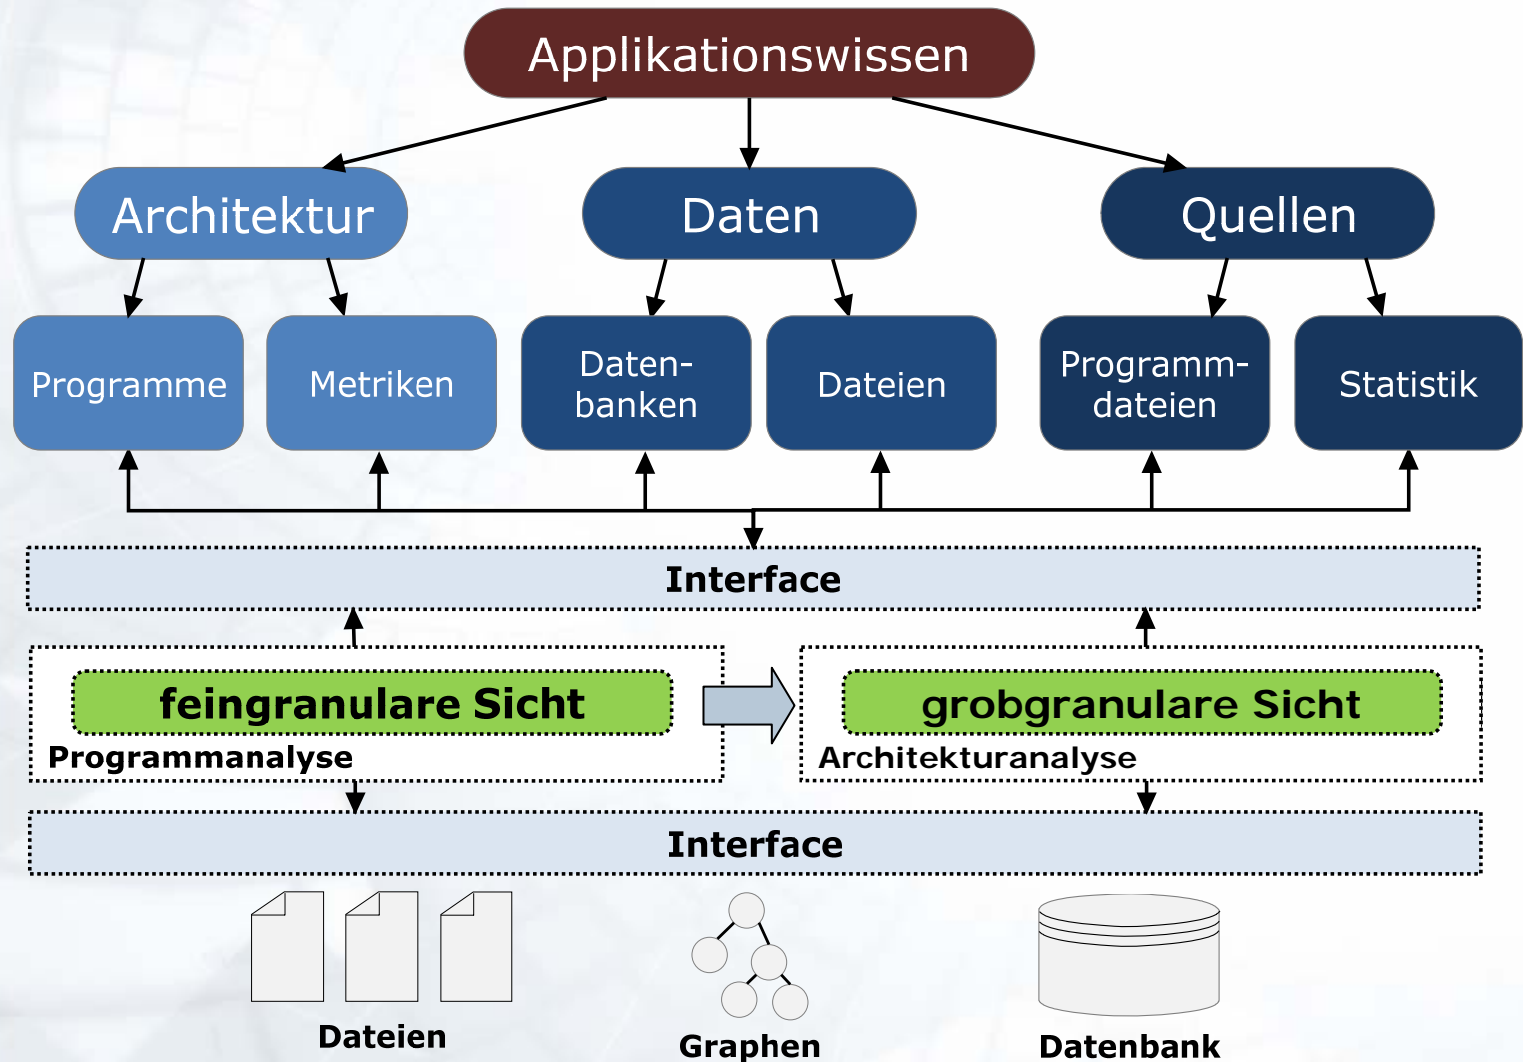 Applikationswissen
Architektur
Daten
Quellen
Programme
Metriken
Daten-
banken
Dateien
Programm-
dateien
Statistik
Interface
feingranulare Sicht
Programmanalyse
grobgranulare Sicht
Architekturanalyse
Interface
Dateien
Graphen
Datenbank